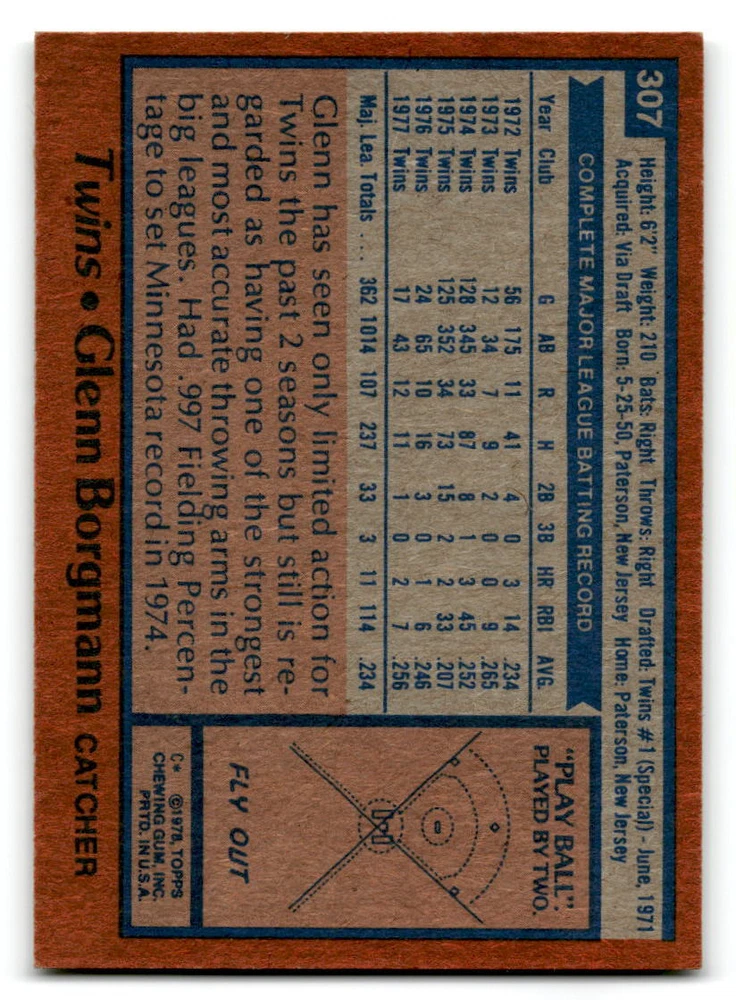 307
Height: 6'2" Weight: 210 Bats: Right Throws: Right Drafted: Twins #1 (Special) - June, 1971
Acquired: Via Draft Born: 5-25-50, Paterson, New Jersey Home: Paterson, New Jersey
COMPLETE MAJOR LEAGUE BATTING RECORD
Year Club G AB R H 2B 3B HR RBI AVG.
1972 Twins 56 175 11 41 4 0 3 14 .234
1973 Twins 12 34 7 9 2 0 0 9 .265
1974 Twins 128 345 33 87 8 1 3 45 .252
1975 Twins 125 352 34 73 15 2 2 33 .207
1976 Twins 24 65 10 16 3 0 1 6 .246
1977 Twins 17 43 12 11 1 0 2 7 .256
Maj. Lea. Totals ... 362 1014 107 237 33 3 11 114 .234
Glenn has seen only limited action for
Twins the past 2 seasons but still is re-
garded as having one of the strongest
and most accurate throwing arms in the
big leagues. Had .997 Fielding Percen-
tage to set Minnesota record in 1974.
"PLAY BALL".
PLAYED BY TWO.
FLY OUT
C* ©1978, TOPPS
CHEWING GUM, INC.
PRTD. IN U.S.A.
Twins • Glenn Borgmann CATCHER